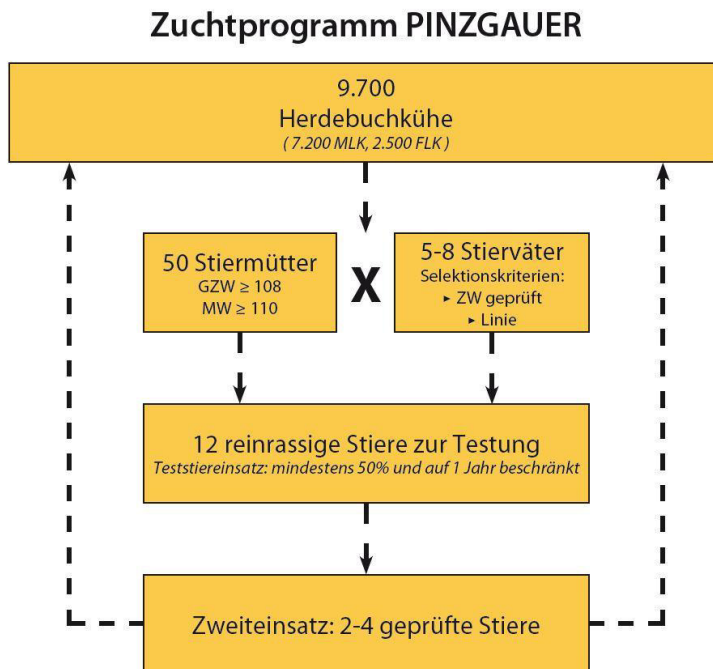 Zuchtprogramm PINZGAUER
9.700
Herdebuchkühe
( 7.200 MLK, 2.500 FLK )
50 Stiermütter
GZW ≥ 108
MW ≥ 110
X
5-8 Stierväter
Selektionskriterien:
▸ ZW geprüft
▸ Linie
12 reinrassige Stiere zur Testung
Teststiereinsatz: mindestens 50% und auf 1 Jahr beschränkt
Zweiteinsatz: 2-4 geprüfte Stiere